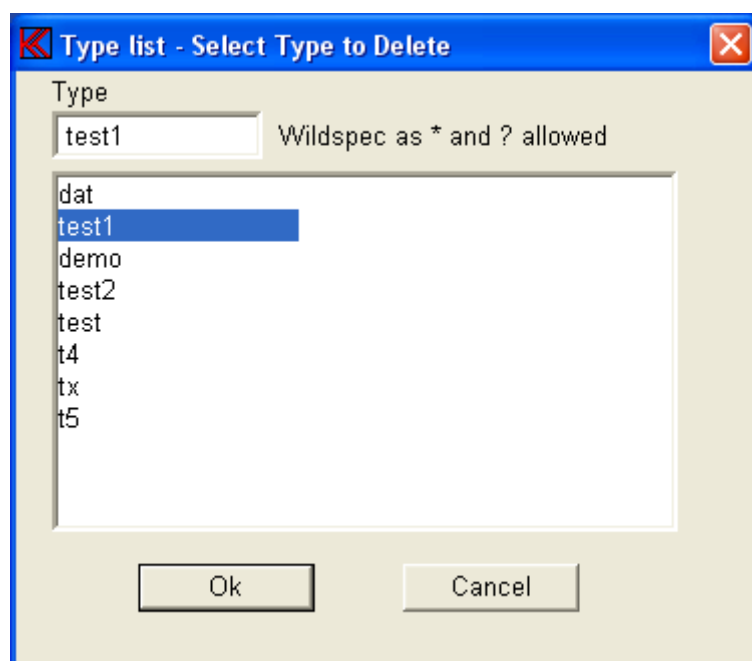 Type list - Select Type to Delete
Type
test1 Wildspec as * and ? allowed
dat
test1
demo
test2
test
t4
tx
t5
Ok Cancel